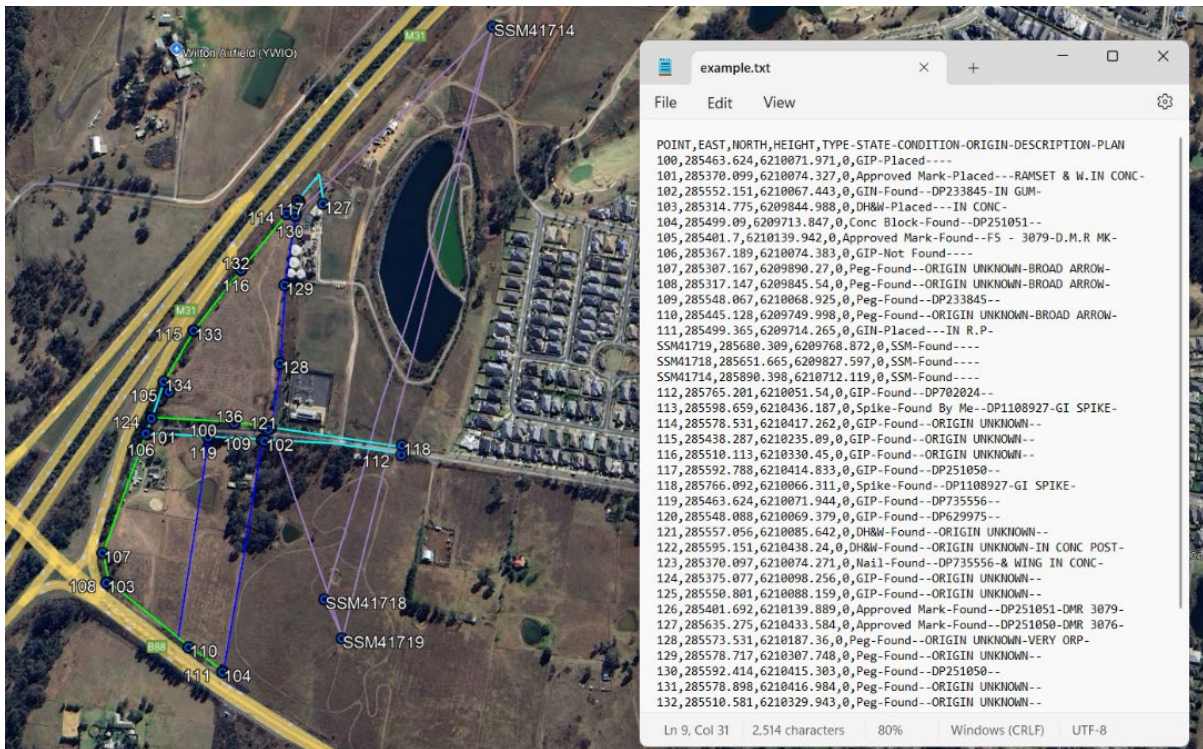 SSM41714
M31
Wilton Airfield (YWIO)
117
114
127
130
132
129
116
M31
115
133
128
134
105
136
124
121
100
118
101
109
102
106
119
112
107
108
103
SSM41718
SSM41719
110
B88
111
104
example.txt
File Edit View
POINT,EAST,NORTH,HEIGHT,TYPE-STATE-CONDITION-ORIGIN-DESCRIPTION-PLAN
100,285463.624,6210071.971,0,GIP-Placed----
101,285370.099,6210074.327,0,Approved Mark-Placed---RAMSET & W.IN CONC-
102,285552.151,6210067.443,0,GIN-Found--DP233845-IN GUM-
103,285314.775,6209844.988,0,DH&W-Placed---IN CONC-
104,285499.09,6209713.847,0,Conc Block-Found--DP251051--
105,285401.7,6210139.942,0,Approved Mark-Found--F5 - 3079-D.M.R MK-
106,285367.189,6210074.383,0,GIP-Not Found----
107,285307.167,6209890.27,0,Peg-Found--ORIGIN UNKNOWN-BROAD ARROW-
108,285317.147,6209845.54,0,Peg-Found--ORIGIN UNKNOWN-BROAD ARROW-
109,285548.067,6210068.925,0,Peg-Found--DP233845--
110,285445.128,6209749.998,0,Peg-Found--ORIGIN UNKNOWN-BROAD ARROW-
111,285499.365,6209714.265,0,GIN-Placed---IN R.P-
SSM41719,285680.309,6209768.872,0,SSM-Found----
SSM41718,285651.665,6209827.597,0,SSM-Found----
SSM41714,285890.398,6210712.119,0,SSM-Found----
112,285765.201,6210051.54,0,GIP-Found--DP702024--
113,285598.659,6210436.187,0,Spike-Found By Me--DP1108927-GI SPIKE-
114,285578.531,6210417.262,0,GIP-Found--ORIGIN UNKNOWN--
115,285438.287,6210235.09,0,GIP-Found--ORIGIN UNKNOWN--
116,285510.113,6210330.45,0,GIP-Found--ORIGIN UNKNOWN--
117,285592.788,6210414.833,0,GIP-Found--DP251050--
118,285766.092,6210066.311,0,Spike-Found--DP1108927-GI SPIKE-
119,285463.624,6210071.944,0,GIP-Found--DP735556--
120,285548.088,6210069.379,0,GIP-Found--DP629975--
121,285557.056,6210085.642,0,DH&W-Found--ORIGIN UNKNOWN--
122,285595.151,6210438.24,0,DH&W-Found--ORIGIN UNKNOWN-IN CONC POST-
123,285370.097,6210074.271,0,Nail-Found--DP735556-& WING IN CONC-
124,285375.077,6210098.256,0,GIP-Found--ORIGIN UNKNOWN--
125,285550.801,6210088.159,0,GIP-Found--ORIGIN UNKNOWN--
126,285401.692,6210139.889,0,Approved Mark-Found--DP251051-DMR 3079-
127,285635.275,6210433.584,0,Approved Mark-Found--DP251050-DMR 3076-
128,285573.531,6210187.36,0,Peg-Found--ORIGIN UNKNOWN-VERY ORP-
129,285578.717,6210307.748,0,Peg-Found--ORIGIN UNKNOWN--
130,285592.414,6210415.303,0,Peg-Found--DP251050--
131,285578.898,6210416.984,0,Peg-Found--ORIGIN UNKNOWN--
132,285510.581,6210329.943,0,Peg-Found--ORIGIN UNKNOWN--
Ln 9, Col 31 2,514 characters 80% Windows (CRLF) UTF-8